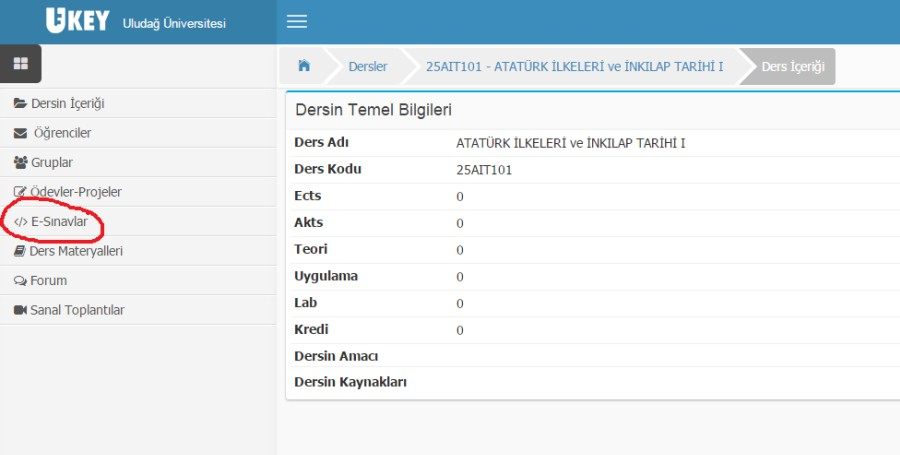 UKEY Uludağ Üniversitesi
Dersler
25AIT101 - ATATÜRK İLKELERİ ve İNKILAP TARİHİ I
Ders İçeriği
Dersin İçeriği
Öğrenciler
Gruplar
Ödevler-Projeler
</> E-Sınavlar
Ders Materyalleri
Forum
Sanal Toplantılar
Dersin Temel Bilgileri
Ders Adı ATATÜRK İLKELERİ ve İNKILAP TARİHİ I
Ders Kodu 25AIT101
Ects 0
Akts 0
Teori 0
Uygulama 0
Lab 0
Kredi 0
Dersin Amacı
Dersin Kaynakları